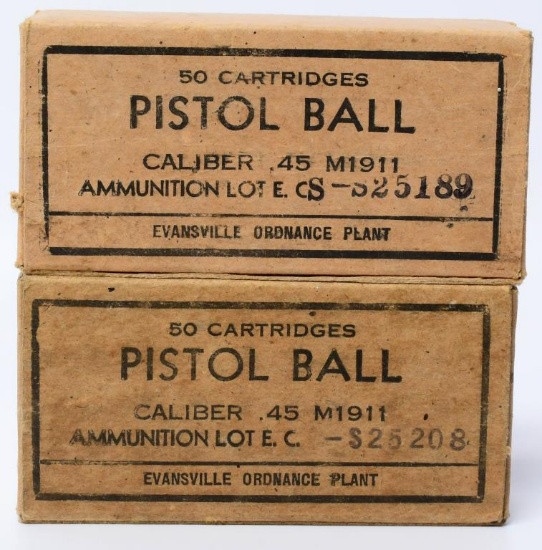 50 CARTRIDGES
PISTOL BALL
CALIBER .45 M1911
AMMUNITION LOT E. CS-S25189
EVANSVILLE ORDNANCE PLANT
50 CARTRIDGES
PISTOL BALL
CALIBER .45 M1911
AMMUNITION LOT E. C. -S25208
EVANSVILLE ORDNANCE PLANT